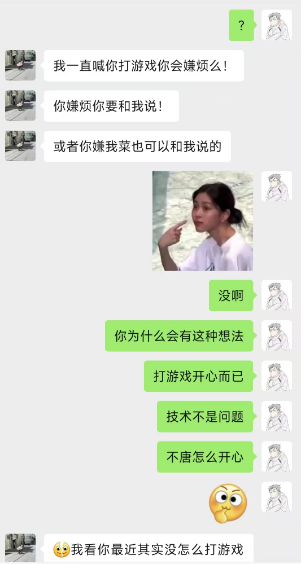 ？
我一直喊你打游戏你会嫌烦么！
你嫌烦你要和我说！
或者你嫌我菜也可以和我说的
没啊
你为什么会有这种想法
打游戏开心而已
技术不是问题
不唐怎么开心
我看你最近其实没怎么打游戏